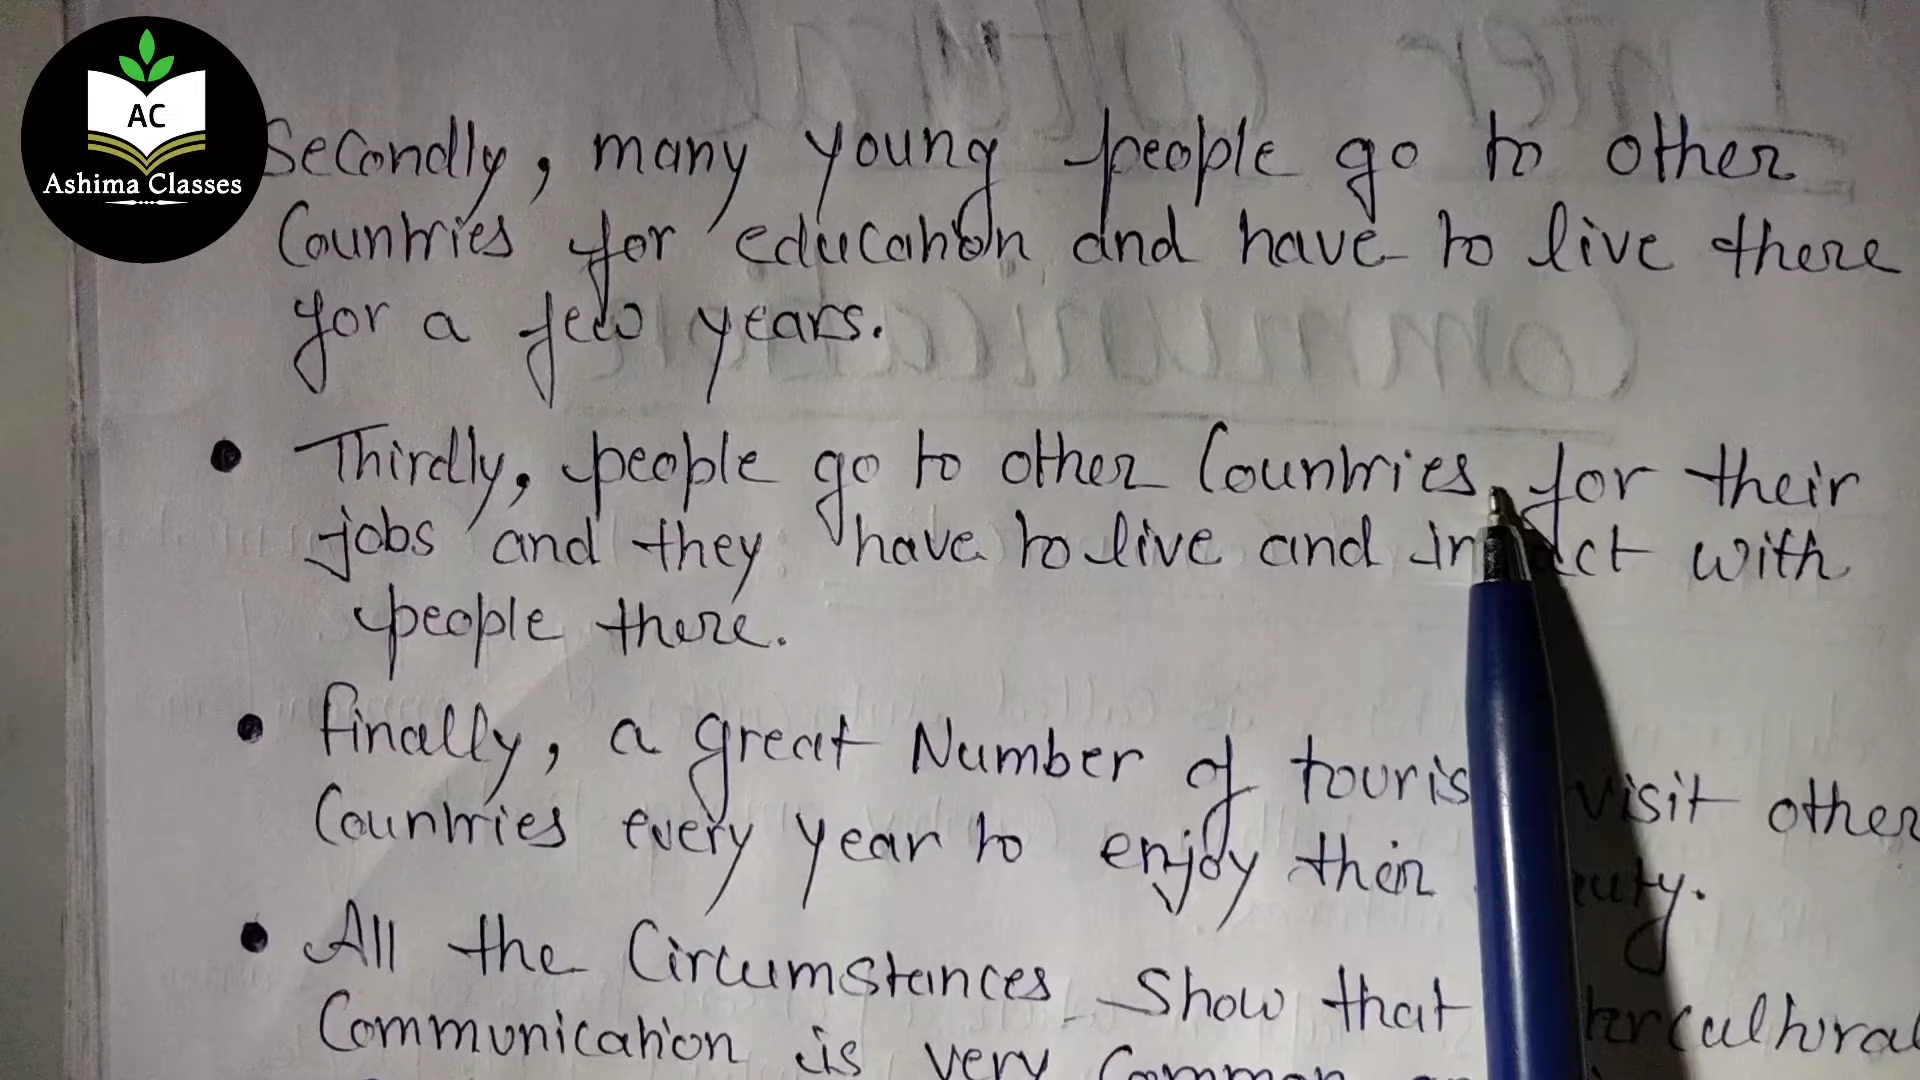 AC
Ashima Classes
Secondly, many young people go to other
Countries for education and have to live there
for a few years.
• Thirdly, people go to other Countries for their
jobs and they have to live and with
people there.
• Finally, a great Number of visit other
Countries every year to enjoy their
• All the Circumstances Show that
Communication is very Common